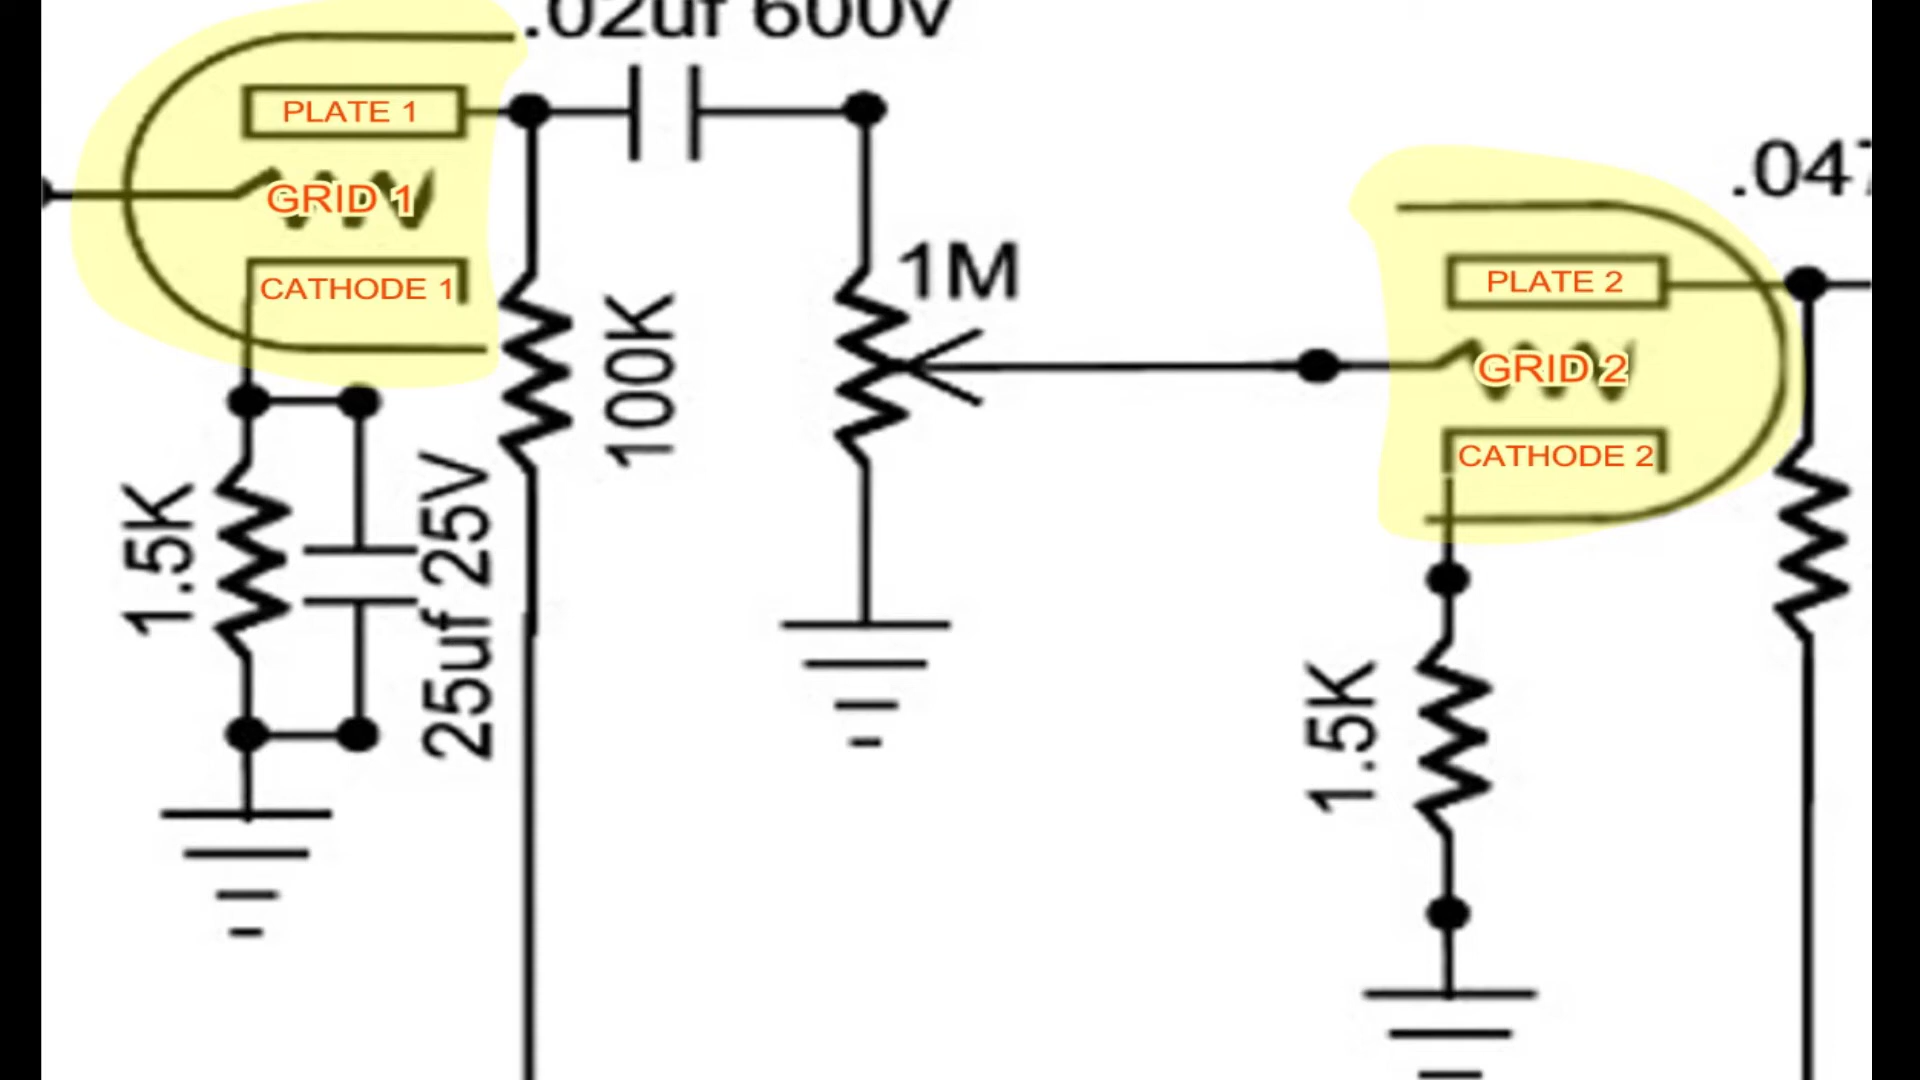 .02uf 600v
PLATE 1
GRID 1
CATHODE 1
1M
100K
1.5K
25uf 25V
.047
PLATE 2
GRID 2
CATHODE 2
1.5K